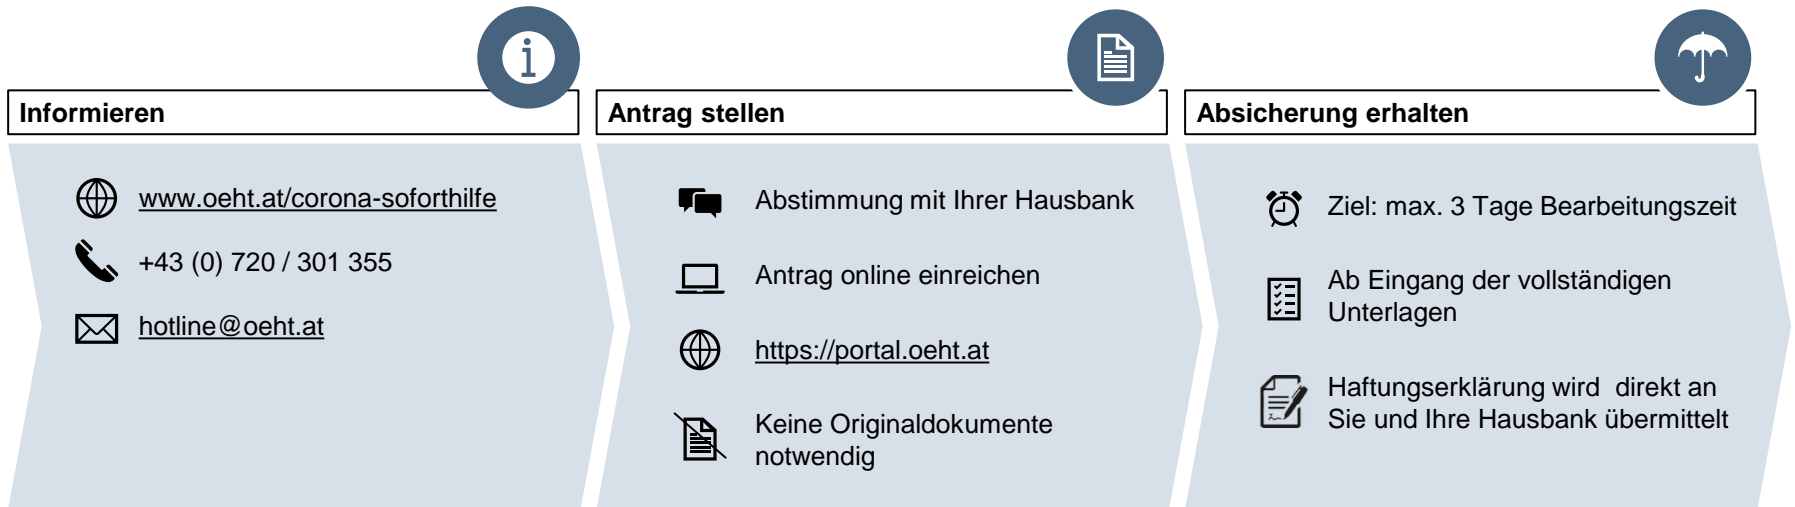 Informieren
www.oeht.at/corona-soforthilfe
+43 (0) 720 / 301 355
hotline@oeht.at
Antrag stellen
Abstimmung mit Ihrer Hausbank
Antrag online einreichen
https://portal.oeht.at
Keine Originaldokumente
notwendig
Absicherung erhalten
Ziel: max. 3 Tage Bearbeitungszeit
Ab Eingang der vollständigen
Unterlagen
Haftungserklärung wird  direkt an
Sie und Ihre Hausbank übermittelt